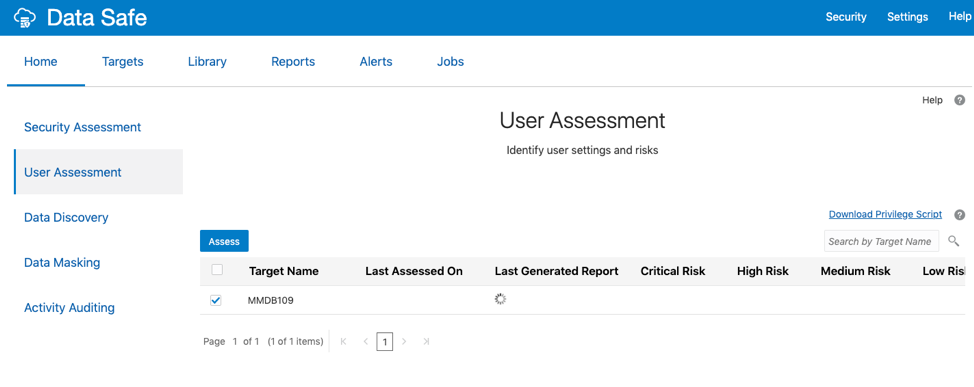 Data Safe
Security Settings Help
Home Targets Library Reports Alerts Jobs
Help ?
Security Assessment
User Assessment
Identify user settings and risks
User Assessment
Data Discovery
Download Privilege Script ?
Assess
Search by Target Name
Data Masking
Target Name Last Assessed On Last Generated Report Critical Risk High Risk Medium Risk Low Risk
MMDB109
Activity Auditing
Page 1 of 1 (1 of 1 items) 1